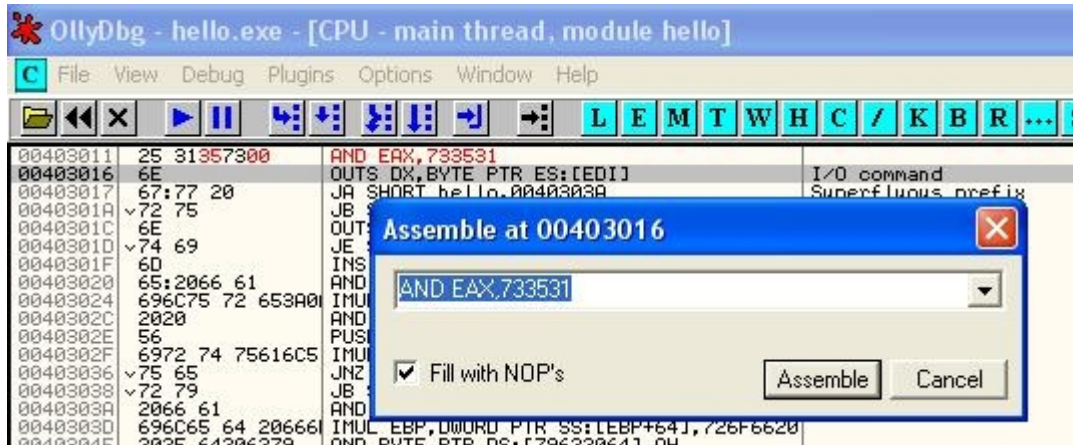 OllyDbg - hello.exe - [CPU - main thread, module hello]
C File View Debug Plugins Options Window Help
L E M T W H C / K B R ...
00403011 25 31357300 AND EAX,733531
00403016 6E OUTS DX,BYTE PTR ES:[EDI] I/O command
00403017 67:77 20 JA SHORT hello.0040303A Superfluous prefix
0040301A 72 75 JB
0040301C 6E OUT
0040301D 74 69 JE
0040301F 6D INS
00403020 65:2066 61 AND
00403024 696C75 72 653A0 IMU
0040302C 2020 AND
0040302E 56 PUS
0040302F 6972 74 75616C5 IMU
00403036 75 65 JNZ
00403038 72 79 JB
0040303A 2066 61 AND
0040303D 696C65 64 20666 IMUL EBP,DWORD PTR SS:[EBP+64],726F6620
Assemble at 00403016
AND EAX,733531
Fill with NOP's
Assemble Cancel